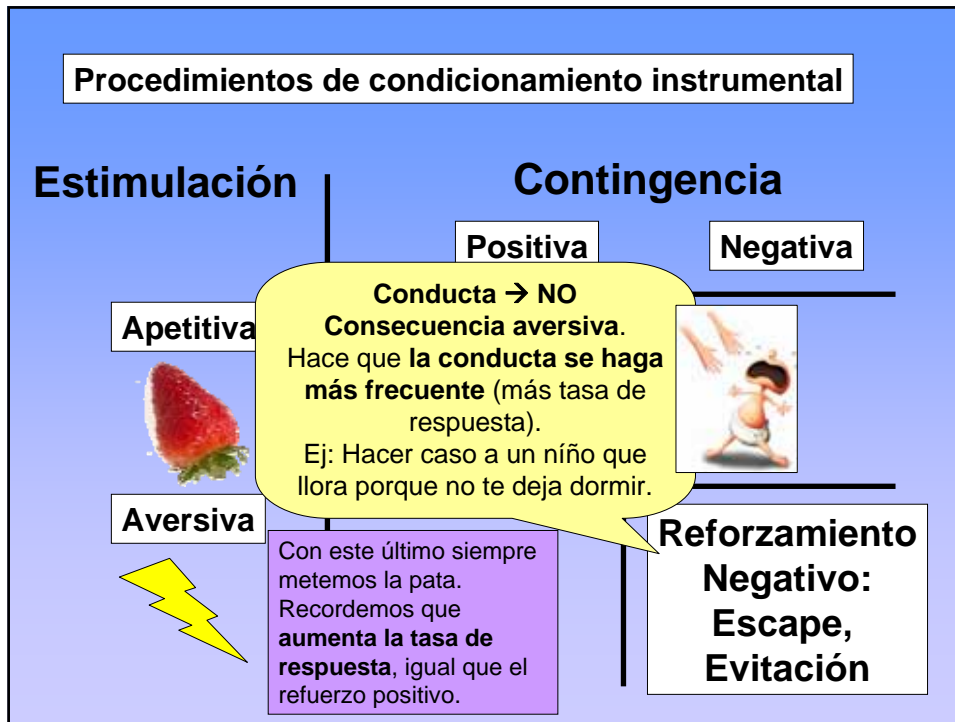 Procedimientos de condicionamiento instrumental
Estimulación
Contingencia
Positiva
Negativa
Apetitiva
Conducta → NO
Consecuencia aversiva.
Hace que la conducta se haga
más frecuente (más tasa de
respuesta).
Ej: Hacer caso a un níño que
llora porque no te deja dormir.
Aversiva
Con este último siempre
metemos la pata.
Recordemos que
aumenta la tasa de
respuesta, igual que el
refuerzo positivo.
Reforzamiento
Negativo:
Escape,
Evitación